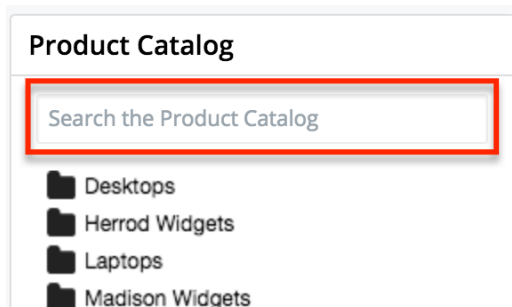 Product Catalog
Search the Product Catalog
Desktops
Herrod Widgets
Laptops
Madison Widgets